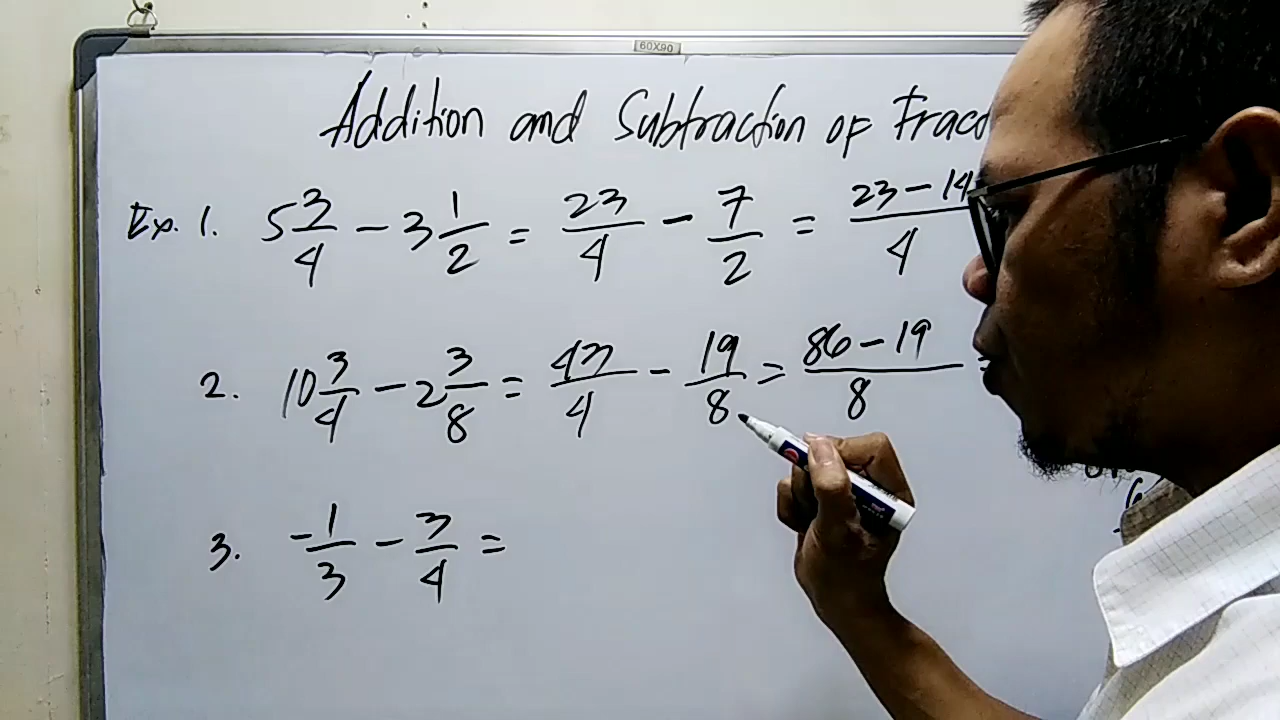 60X90
Addition and Subtraction of Fract
Ex. 1. 5 3/4 - 3 1/2 = 23/4 - 7/2 = 23 - 14/4
2. 10 3/4 - 2 3/8 = 43/4 - 19/8 = 86 - 19/8
3. -1/3 - 3/4 =